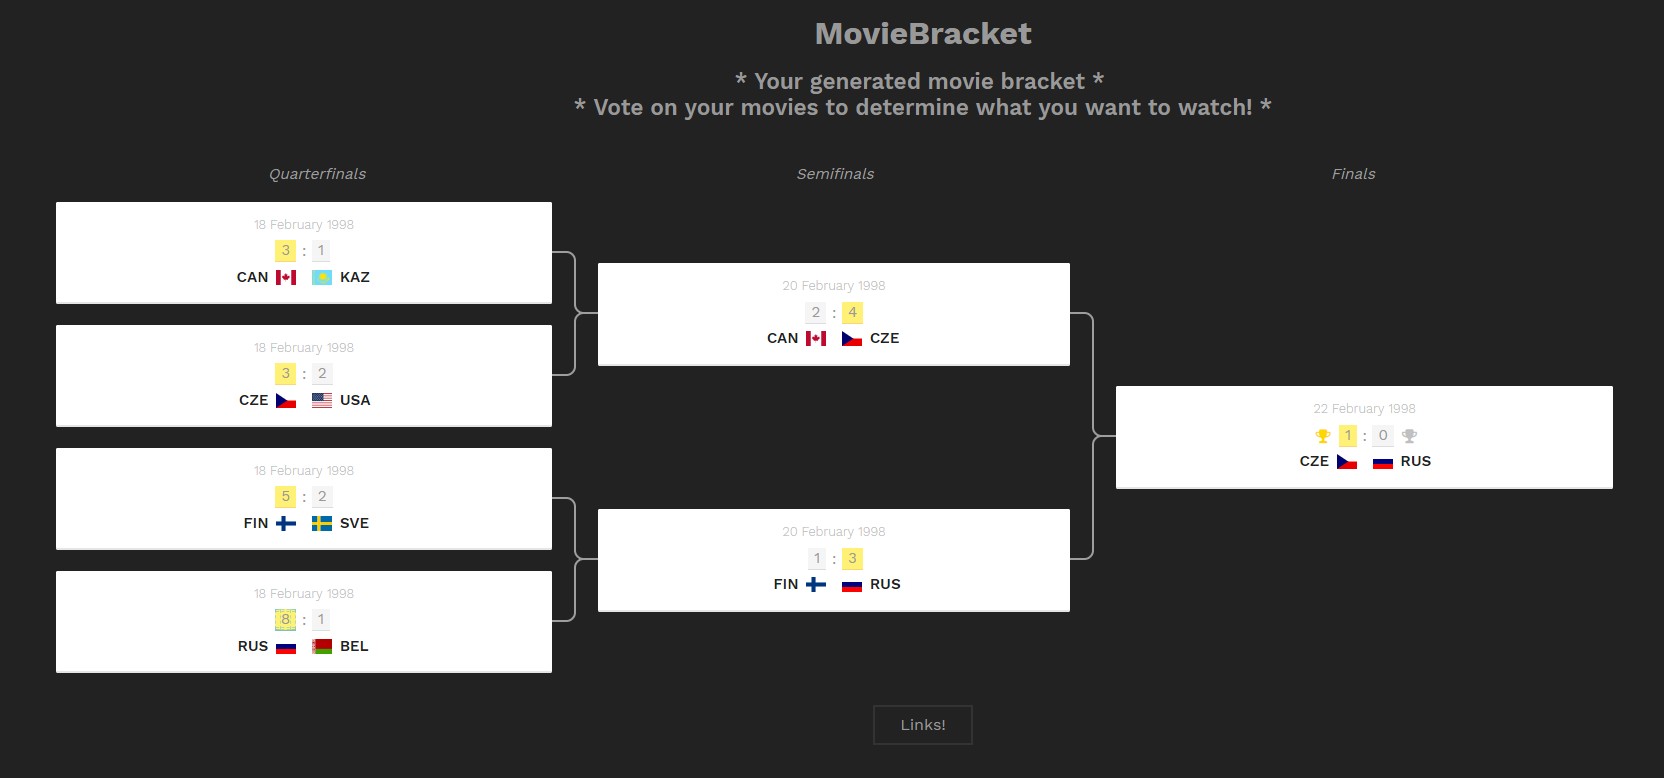 MovieBracket
* Your generated movie bracket *
* Vote on your movies to determine what you want to watch! *
Quarterfinals
18 February 1998
3 : 1
CAN KAZ
18 February 1998
3 : 2
CZE USA
18 February 1998
5 : 2
FIN SVE
18 February 1998
8 : 1
RUS BEL
Semifinals
20 February 1998
2 : 4
CAN CZE
20 February 1998
1 : 3
FIN RUS
Finals
22 February 1998
1 : 0
CZE RUS
Links!